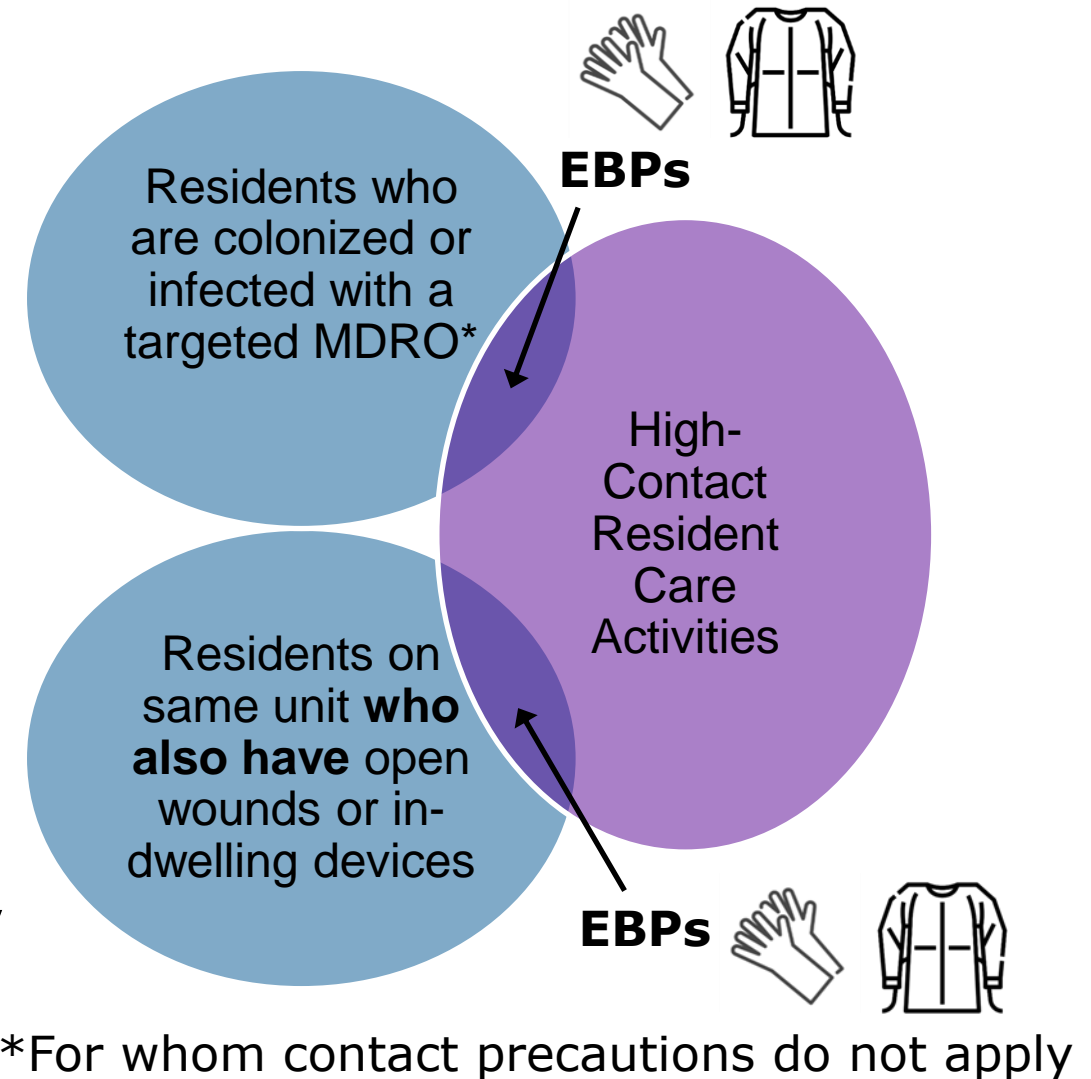 EBPs
Residents who
are colonized or
infected with a
targeted MDRO*
High-
Contact
Resident
Care
Activities
Residents on
same unit who
also have open
wounds or in-
dwelling devices
EBPs
*For whom contact precautions do not apply